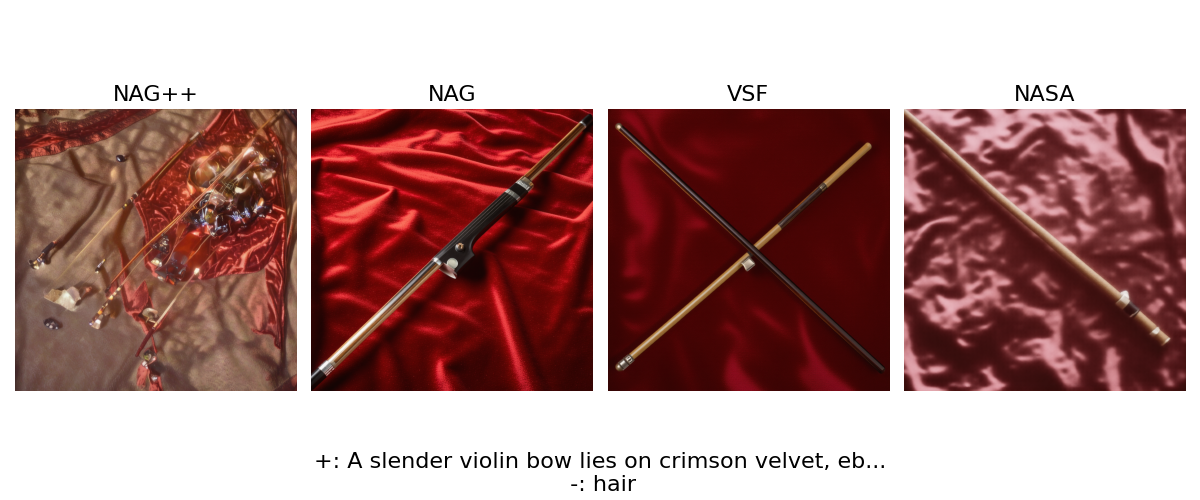 NAG++
NAG
VSF
NASA
+: A slender violin bow lies on crimson velvet, eb...
-: hair